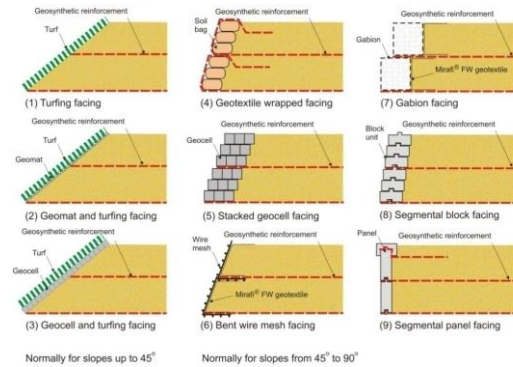 Geosynthetic reinforcement
Turf
(1) Turfing facing
Soil
bag
Geosynthetic reinforcement
(4) Geotextile wrapped facing
Geosynthetic reinforcement
Gabion
Mirafi® FW geotextile
(7) Gabion facing
Geosynthetic reinforcement
Turf
Geomat
(2) Geomat and turfing facing
Geosynthetic reinforcement
Geocell
(5) Stacked geocell facing
Geosynthetic reinforcement
Block
unit
(8) Segmental block facing
Geosynthetic reinforcement
Turf
Geocell
(3) Geocell and turfing facing
Geosynthetic reinforcement
Wire
mesh
Mirafi® FW geotextile
(6) Bent wire mesh facing
Geosynthetic reinforcement
Panel
(9) Segmental panel facing
Normally for slopes up to 45°
Normally for slopes from 45° to 90°